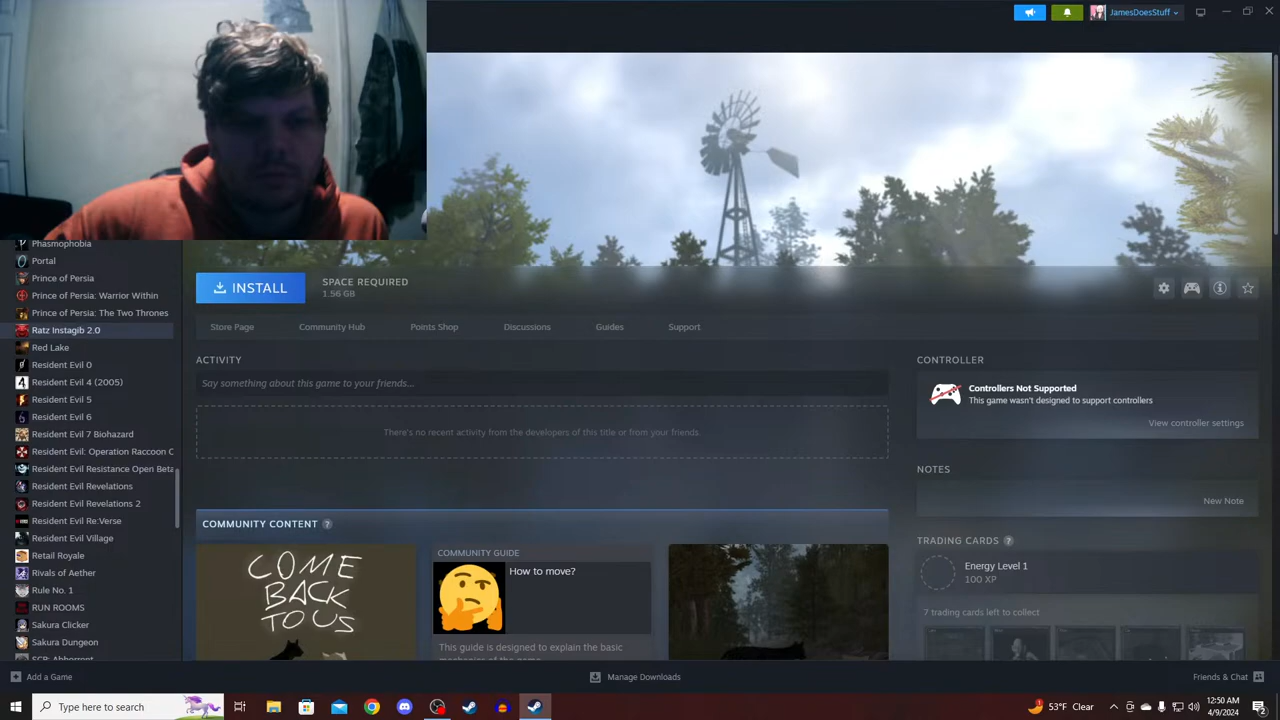 JamesDoesStuff
Phasmophobia
Portal
Prince of Persia
Prince of Persia: Warrior Within
Prince of Persia: The Two Thrones
Ratz Instagib 2.0
Red Lake
Resident Evil 0
Resident Evil 4 (2005)
Resident Evil 5
Resident Evil 6
Resident Evil 7 Biohazard
Resident Evil: Operation Raccoon C
Resident Evil Resistance Open Beta
Resident Evil Revelations
Resident Evil Revelations 2
Resident Evil Re:Verse
Resident Evil Village
Retail Royale
Rivals of Aether
Rule No. 1
RUN ROOMS
Sakura Clicker
Sakura Dungeon
SCP: Abhorrent
INSTALL
SPACE REQUIRED
1.56 GB
Store Page
Community Hub
Points Shop
Discussions
Guides
Support
ACTIVITY
Say something about this game to your friends...
There's no recent activity from the developers of this title or from your friends.
COMMUNITY CONTENT ?
COME
BACK
TO US
COMMUNITY GUIDE
How to move?
This guide is designed to explain the basic
mechanics of the game
CONTROLLER
Controllers Not Supported
This game wasn't designed to support controllers
View controller settings
NOTES
New Note
TRADING CARDS ?
Energy Level 1
100 XP
7 trading cards left to collect
Add a Game
Manage Downloads
Friends & Chat
Type here to search
53°F Clear
12:50 AM
4/9/2024
2